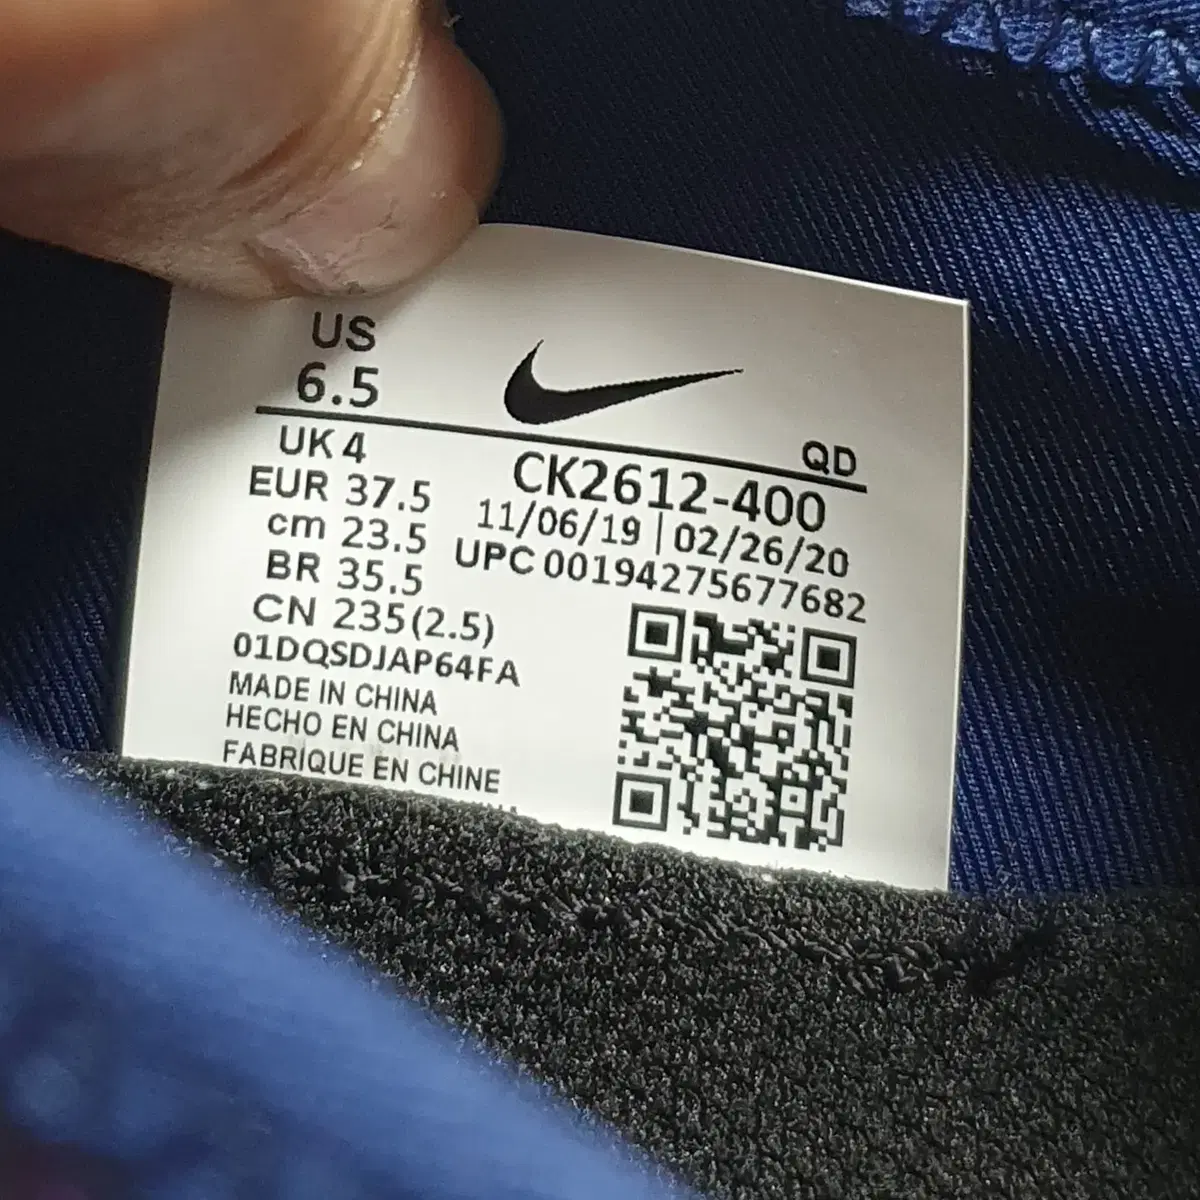 US
6.5
QD
UK 4
CK2612-400
EUR 37.5
11/06/19 | 02/26/20
cm 23.5
UPC 00194275677682
BR 35.5
CN 235(2.5)
01DQSDJAP64FA
MADE IN CHINA
HECHO EN CHINA
FABRIQUE EN CHINE